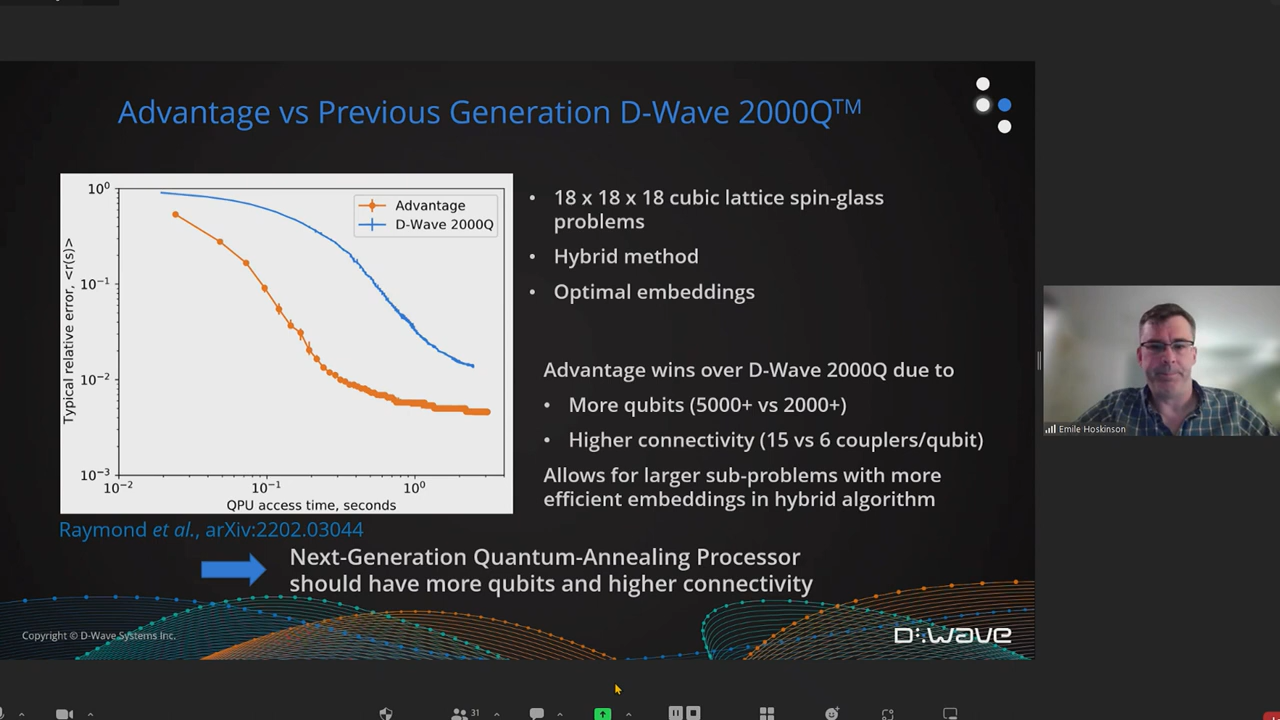 Advantage vs Previous Generation D-Wave 2000Q™
10⁰
10⁻¹
10⁻²
10⁻³
Typical relative error, <r(s)>
Advantage
D-Wave 2000Q
10⁻²
10⁻¹
10⁰
QPU access time, seconds
Raymond et al., arXiv:2202.03044
• 18 x 18 x 18 cubic lattice spin-glass
problems
• Hybrid method
• Optimal embeddings
Advantage wins over D-Wave 2000Q due to
• More qubits (5000+ vs 2000+)
• Higher connectivity (15 vs 6 couplers/qubit)
Allows for larger sub-problems with more
efficient embeddings in hybrid algorithm
Next-Generation Quantum-Annealing Processor
should have more qubits and higher connectivity
Copyright © D-Wave Systems Inc.
D:wave
Emile Hoskinson
31